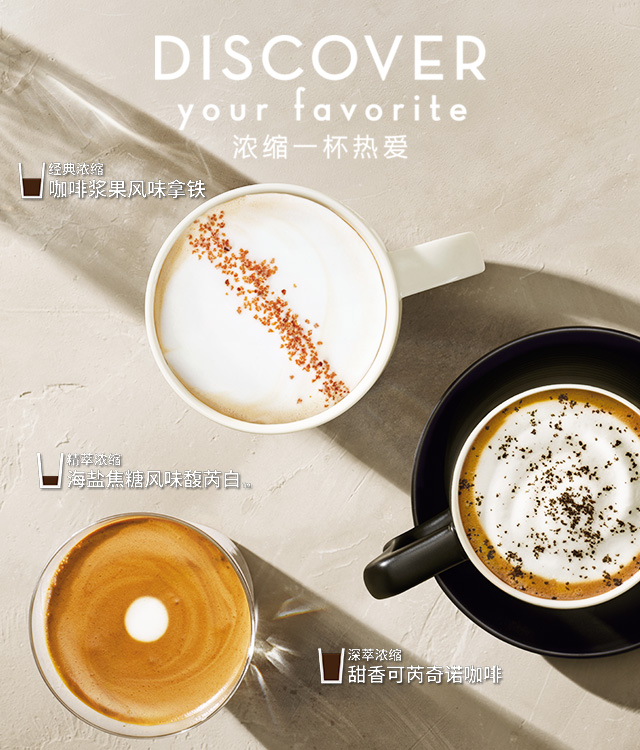 DISCOVER
your favorite
浓缩一杯热爱
经典浓缩
咖啡浆果风味拿铁
精萃浓缩
海盐焦糖风味馥芮白™
深萃浓缩
甜香可芮奇诺咖啡